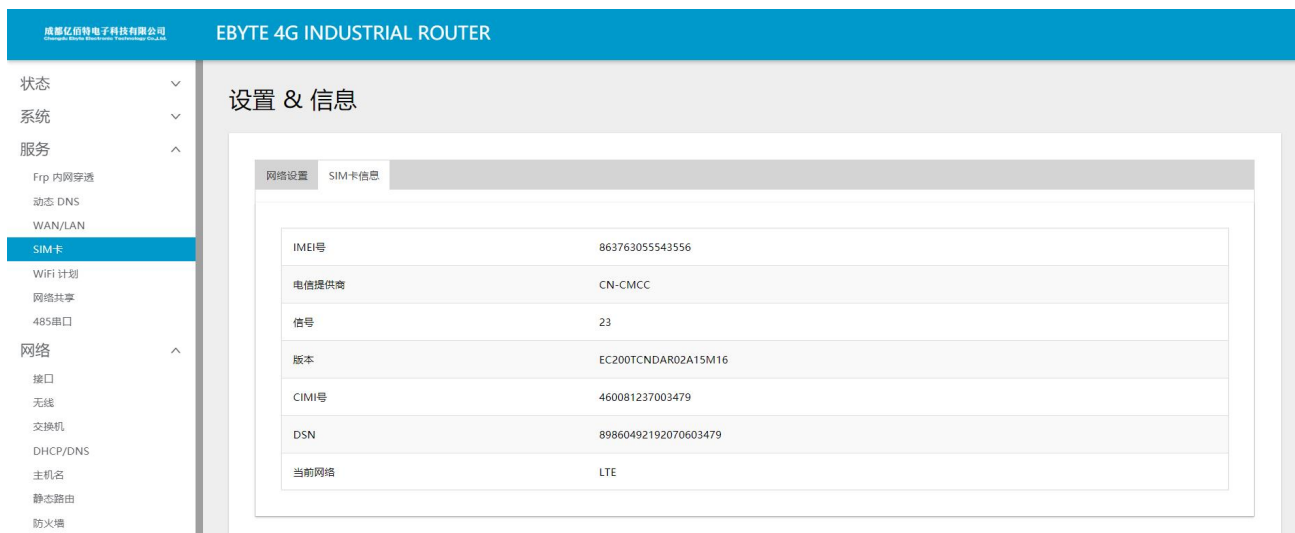 成都亿佰特电子科技有限公司
Chengdu Ebyte Electronic Technology Co.,Ltd.
EBYTE 4G INDUSTRIAL ROUTER
状态
系统
服务
Frp 内网穿透
动态 DNS
WAN/LAN
SIM卡
WiFi 计划
网络共享
485串口
网络
接口
无线
交换机
DHCP/DNS
主机名
静态路由
防火墙
设置 & 信息
网络设置 SIM卡信息
IMEI号 863763055543556
电信提供商 CN-CMCC
信号 23
版本 EC200TCNDAR02A15M16
CIMI号 460081237003479
DSN 89860492192070603479
当前网络 LTE